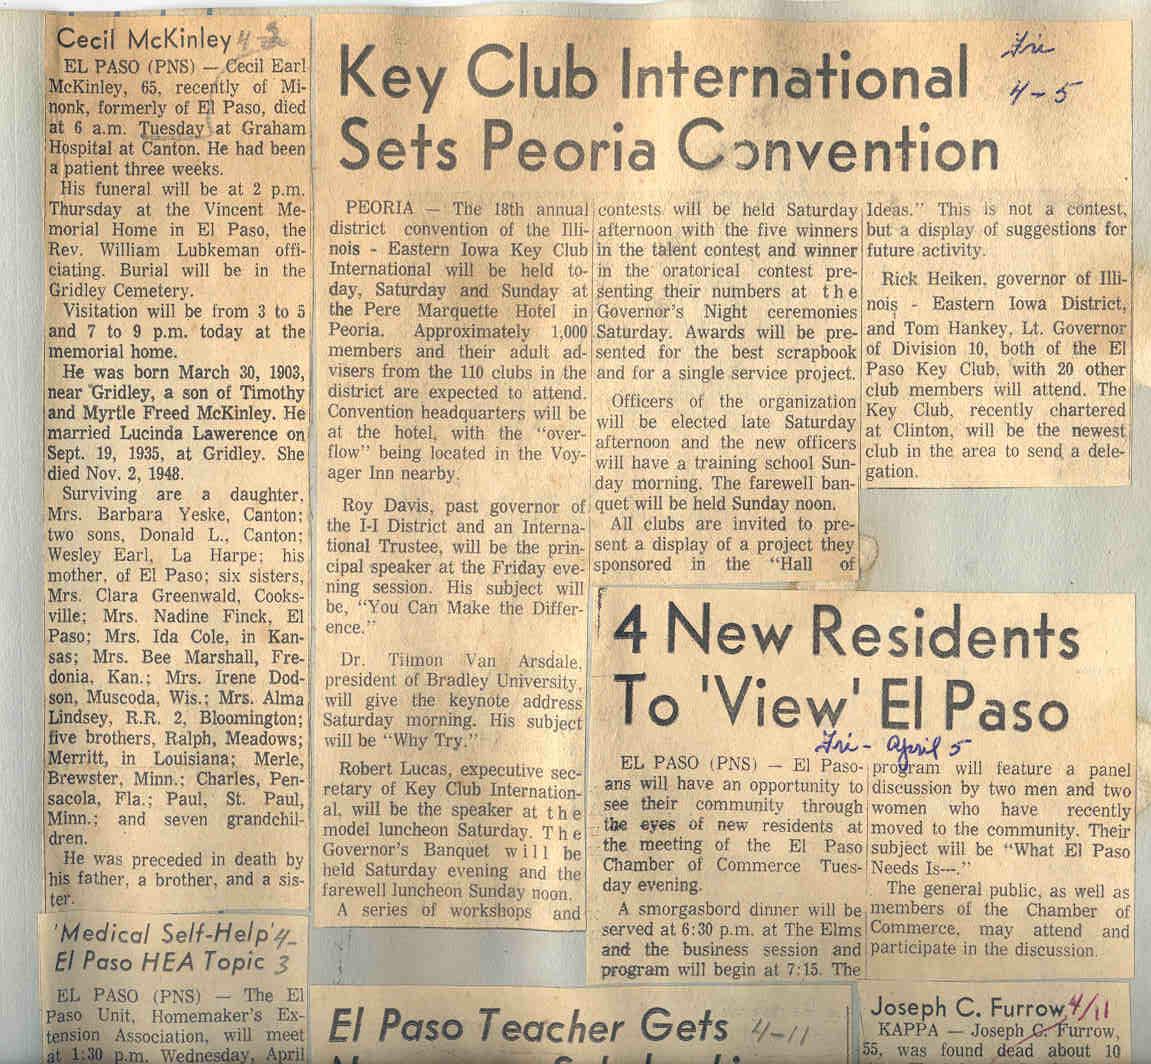 Cecil McKinley 4-3
EL PASO (PNS) — Cecil Earl
McKinley, 65, recently of Mi-
nonk, formerly of El Paso, died
at 6 a.m. Tuesday at Graham
Hospital at Canton. He had been
a patient three weeks.
His funeral will be at 2 p.m.
Thursday at the Vincent Me-
morial Home in El Paso, the
Rev. William Lubkeman offi-
ciating. Burial will be in the
Gridley Cemetery.
Visitation will be from 3 to 5
and 7 to 9 p.m. today at the
memorial home.
He was born March 30, 1903,
near Gridley, a son of Timothy
and Myrtle Freed McKinley. He
married Lucinda Lawerence on
Sept. 19, 1935, at Gridley. She
died Nov. 2, 1948.
Surviving are a daughter,
Mrs. Barbara Yeske, Canton;
two sons, Donald L., Canton;
Wesley Earl, La Harpe; his
mother, of El Paso; six sisters,
Mrs. Clara Greenwald, Cooks-
ville; Mrs. Nadine Finck, El
Paso; Mrs. Ida Cole, in Kan-
sas; Mrs. Bee Marshall, Fre-
donia, Kan.; Mrs. Irene Dod-
son, Muscoda, Wis.; Mrs. Alma
Lindsey, R.R. 2, Bloomington;
five brothers, Ralph, Meadows;
Merritt, in Louisiana; Merle,
Brewster, Minn.; Charles, Pen-
sacola, Fla.; Paul, St. Paul,
Minn.; and seven grandchil-
dren.
He was preceded in death by
his father, a brother, and a sis-
ter.
'Medical Self-Help' 4-
El Paso HEA Topic 3
EL PASO (PNS) — The El
Paso Unit, Homemaker's Ex-
tension Association, will meet
at 1:30 p.m. Wednesday, April
Key Club International
Sets Peoria Convention
Fri
4-5
PEORIA — The 18th annual
district convention of the Illi-
nois - Eastern Iowa Key Club
International will be held to-
day, Saturday and Sunday at
the Pere Marquette Hotel in
Peoria. Approximately 1,000
members and their adult ad-
visers from the 110 clubs in the
district are expected to attend.
Convention headquarters will be
at the hotel, with the "over-
flow" being located in the Voy-
ager Inn nearby.
Roy Davis, past governor of
the I-I District and an Interna-
tional Trustee, will be the prin-
cipal speaker at the Friday eve-
ning session. His subject will
be, "You Can Make the Differ-
ence."
Dr. Tilmon Van Arsdale,
president of Bradley University,
will give the keynote address
Saturday morning. His subject
will be "Why Try."
Robert Lucas, expecutive sec-
retary of Key Club Internation-
al, will be the speaker at the
model luncheon Saturday. The
Governor's Banquet will be
held Saturday evening and the
farewell luncheon Sunday noon.
A series of workshops and
contests will be held Saturday
afternoon with the five winners
in the talent contest and winner
in the oratorical contest pre-
senting their numbers at the
Governor's Night ceremonies
Saturday. Awards will be pre-
sented for the best scrapbook
and for a single service project.
Officers of the organization
will be elected late Saturday
afternoon and the new officers
will have a training school Sun-
day morning. The farewell ban-
quet will be held Sunday noon.
All clubs are invited to pre-
sent a display of a project they
sponsored in the "Hall of
Ideas." This is not a contest,
but a display of suggestions for
future activity.
Rick Heiken, governor of Illi-
nois - Eastern Iowa District,
and Tom Hankey, Lt. Governor
of Division 10, both of the El
Paso Key Club, with 20 other
club members will attend. The
Key Club, recently chartered
at Clinton, will be the newest
club in the area to send a dele-
gation.
4 New Residents
To 'View' El Paso
Fri - April 5
EL PASO (PNS) — El Paso-
ans will have an opportunity to
see their community through
the eyes of new residents at
the meeting of the El Paso
Chamber of Commerce Tues-
day evening.
A smorgasbord dinner will be
served at 6:30 p.m. at The Elms
and the business session and
program will begin at 7:15. The
program will feature a panel
discussion by two men and two
women who have recently
moved to the community. Their
subject will be "What El Paso
Needs Is—."
The general public, as well as
members of the Chamber of
Commerce, may attend and
participate in the discussion.
El Paso Teacher Gets 4-11
Joseph C. Furrow 4/11
KAPPA — Joseph C. Furrow,
55, was found dead about 10